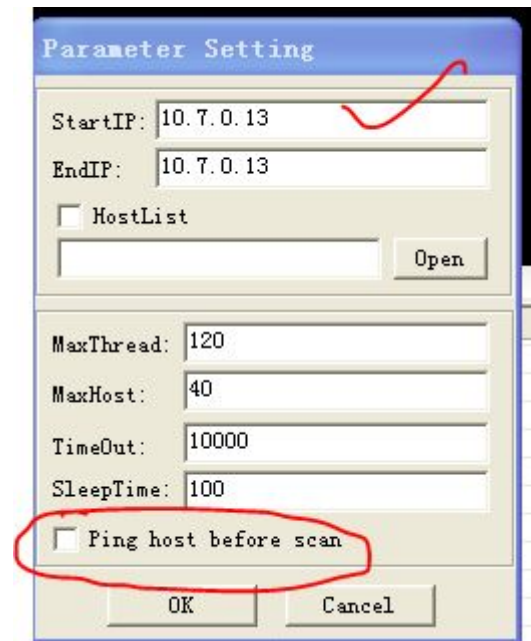 Parameter Setting
StartIP: 10.7.0.13
EndIP: 10.7.0.13
HostList
Open
MaxThread: 120
MaxHost: 40
TimeOut: 10000
SleepTime: 100
Ping host before scan
OK Cancel